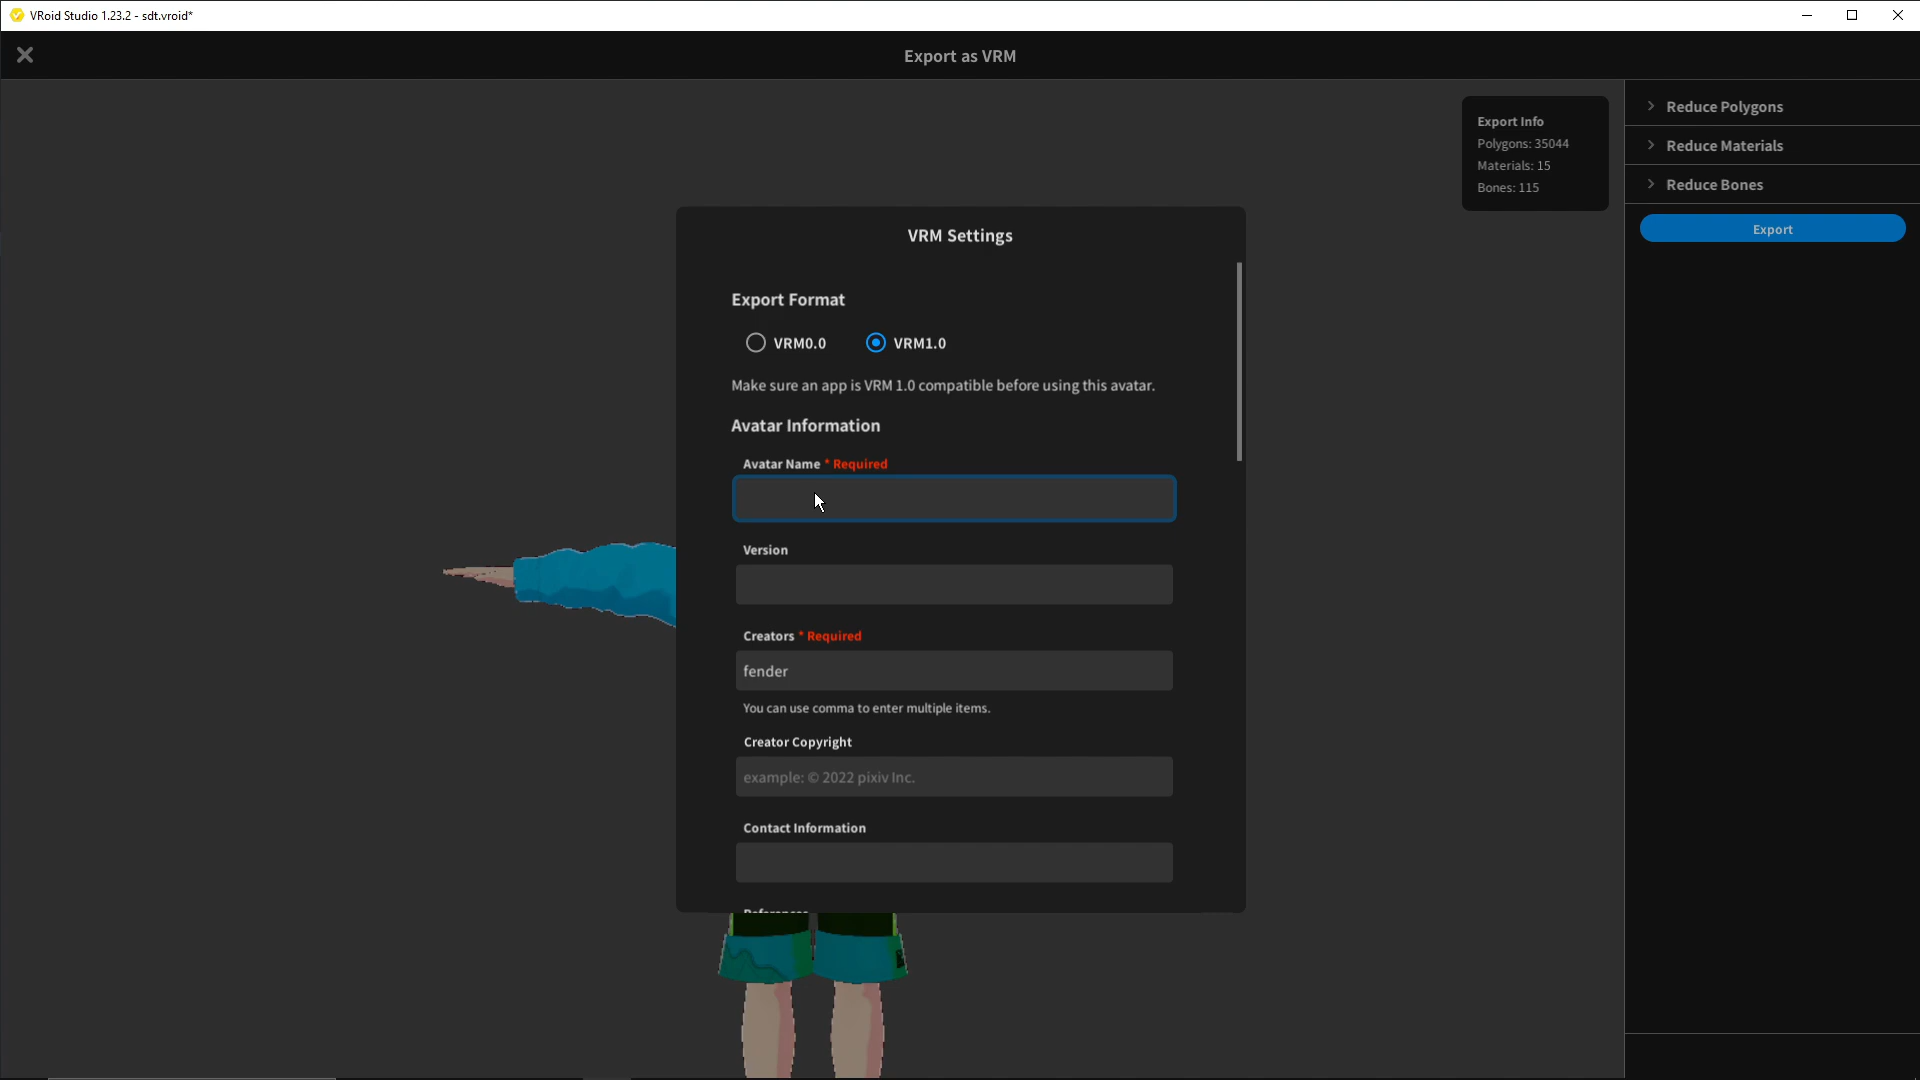 VRoid Studio 1.23.2 - sdt.vroid*
Export as VRM
Export Info
Polygons: 35044
Materials: 15
Bones: 115
Reduce Polygons
Reduce Materials
Reduce Bones
Export
VRM Settings
Export Format
VRM0.0 VRM1.0
Make sure an app is VRM 1.0 compatible before using this avatar.
Avatar Information
Avatar Name * Required
Version
Creators * Required
fender
You can use comma to enter multiple items.
Creator Copyright
example: © 2022 pixiv Inc.
Contact Information
References